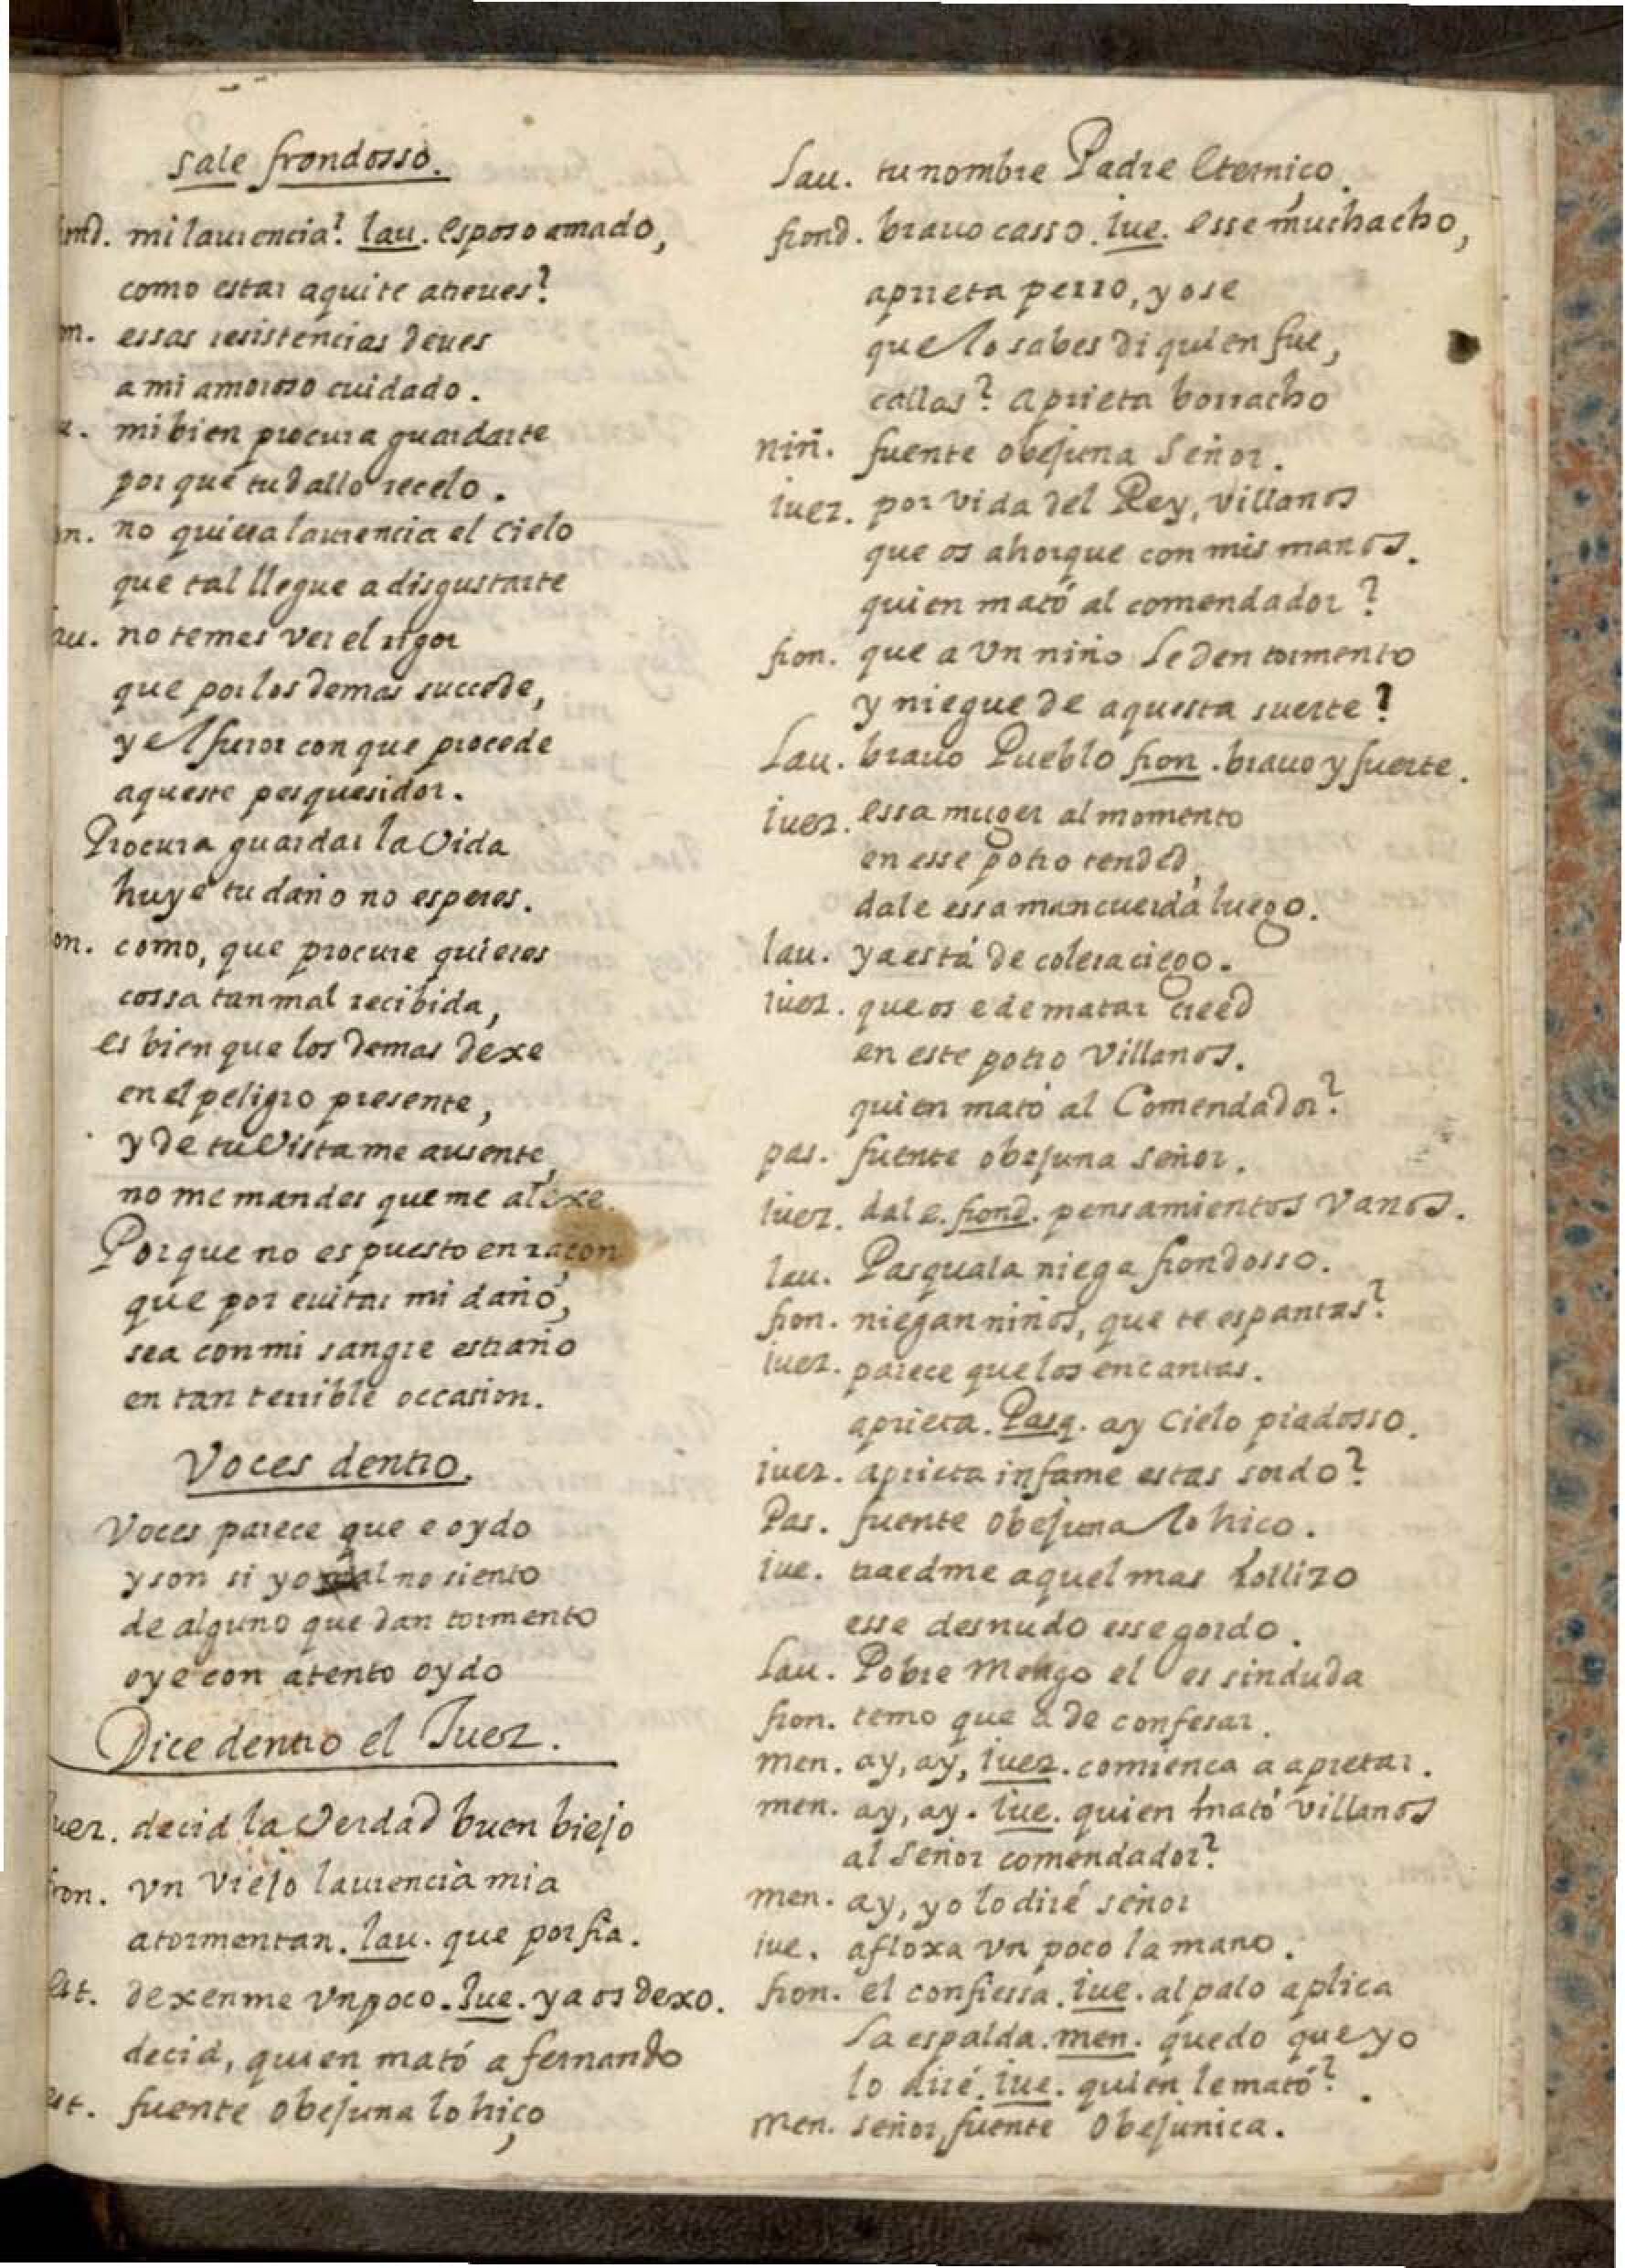 sale frondosso.
ond. mi laurencia? lau. esposo amado,
como estar aqui te atreues?
on. essas resistencias deues
a mi amoroso cuidado.
u. mi bien procura guardarte
por que tu dallo recelo.
on. no quiera laurencia el cielo
que tal llegue a disgustarte
au. no temes ver el rigor
que por los demas succede,
y el furor con que procede
aqueste pesquesidor.
Procura guardar la Vida
huye tu daño no esperes.
on. como, que procure quieres
cossa tan mal recibida,
es bien que los demas dexe
en el peligro presente,
y de tu Vista me ausente,
no me mandes que me alexe.
Porque no es puesto en raçon
que por euitar mi daño,
sea con mi sangre estraño
en tan terrible occasion.
Voces dentro.
Voces parece que e oydo
y son si yo mal no siento
de alguno que dan tormento
oye con atento oydo
Dice dentro el Juez.
uez. decid la Verdad buen biejo
ron. vn viejo laurencia mia
atormentan. lau. que porfia.
est. dexenme vn poco. Jue. ya os dexo.
decid, quien mató a fernando
est. fuente obejuna lo hiço
Lau. tu nombre Padre Eternico.
frond. brauo casso. jue. esse muchacho,
aprieta perro, yo se
que lo sabes di quien fue,
callas? aprieta borracho
niñ. fuente obejuna Señor.
juez. por vida del Rey, villanos
que os ahorque con mis manos.
quien mató al comendador?
fron. que a Vn niño le den tormento
y niegue de aquesta suerte?
Lau. brauo Pueblo fron. brauo y fuerte.
juez. essa muger al momento
en esse potro tended,
dale essa mancuerda luego.
lau. ya está de colera ciego.
juez. que os e de matar creed
en este potro Villanos.
quien mató al Comendador?
pas. fuente obejuna señor.
juez. dale. frond. pensamientos Vanos.
lau. Pasquala niega frondosso.
fron. niegan niños, que te espantas?
juez. parece que los encantas.
aprieta. Pasq. ay Cielo piadosso.
juez. aprieta infame estas sordo?
Pas. fuente obejuna lo hiço.
jue. traedme aquel mas rollizo
esse desnudo esse gordo.
Lau. Pobre Mengo el es sin duda
fron. temo que a de confesar.
men. ay, ay, juez. comiença a apretar.
men. ay, ay. jue. quien mató villanos
al Señor comendador?
men. ay, yo lo diré señor
jue. afloxa vn poco la mano.
fron. el confiessa. jue. al palo aplica
la espalda. men. quedo que yo
lo diré. jue. quien le mató?
men. señor, fuente Obejunica.